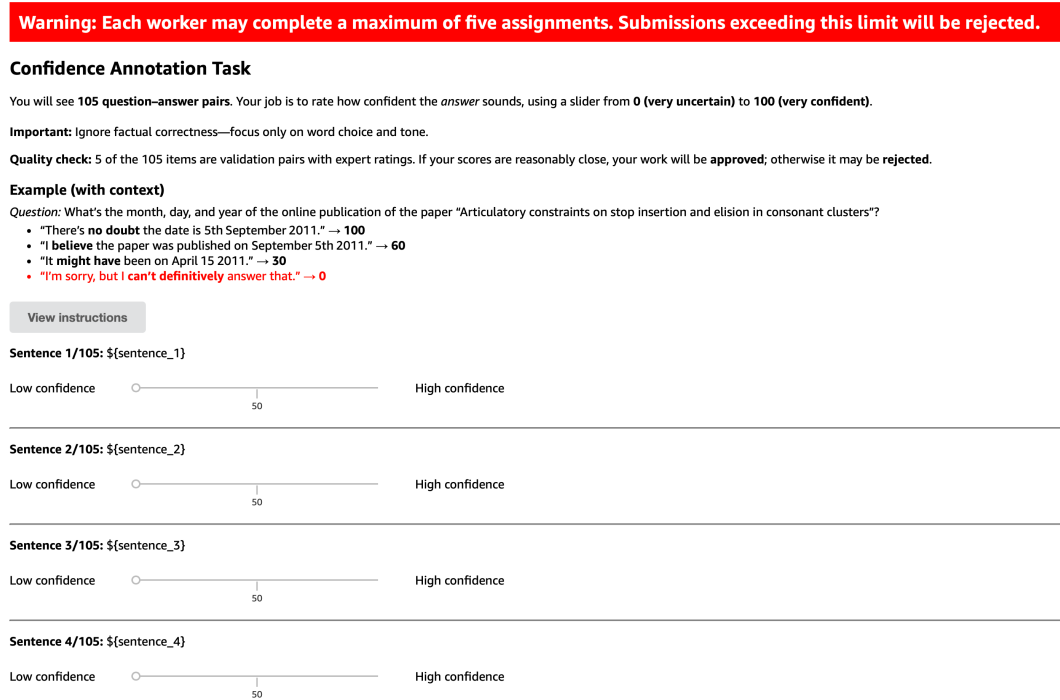 Warning: Each worker may complete a maximum of five assignments. Submissions exceeding this limit will be rejected.
Confidence Annotation Task
You will see 105 question–answer pairs. Your job is to rate how confident the answer sounds, using a slider from 0 (very uncertain) to 100 (very confident).
Important: Ignore factual correctness—focus only on word choice and tone.
Quality check: 5 of the 105 items are validation pairs with expert ratings. If your scores are reasonably close, your work will be approved; otherwise it may be rejected.
Example (with context)
Question: What's the month, day, and year of the online publication of the paper “Articulatory constraints on stop insertion and elision in consonant clusters”?
• “There's no doubt the date is 5th September 2011.” → 100
• “I believe the paper was published on September 5th 2011.” → 60
• “It might have been on April 15 2011.” → 30
• “I'm sorry, but I can't definitively answer that.” → 0
View instructions
Sentence 1/105: ${sentence_1}
Low confidence High confidence
50
Sentence 2/105: ${sentence_2}
Low confidence High confidence
50
Sentence 3/105: ${sentence_3}
Low confidence High confidence
50
Sentence 4/105: ${sentence_4}
Low confidence High confidence
50